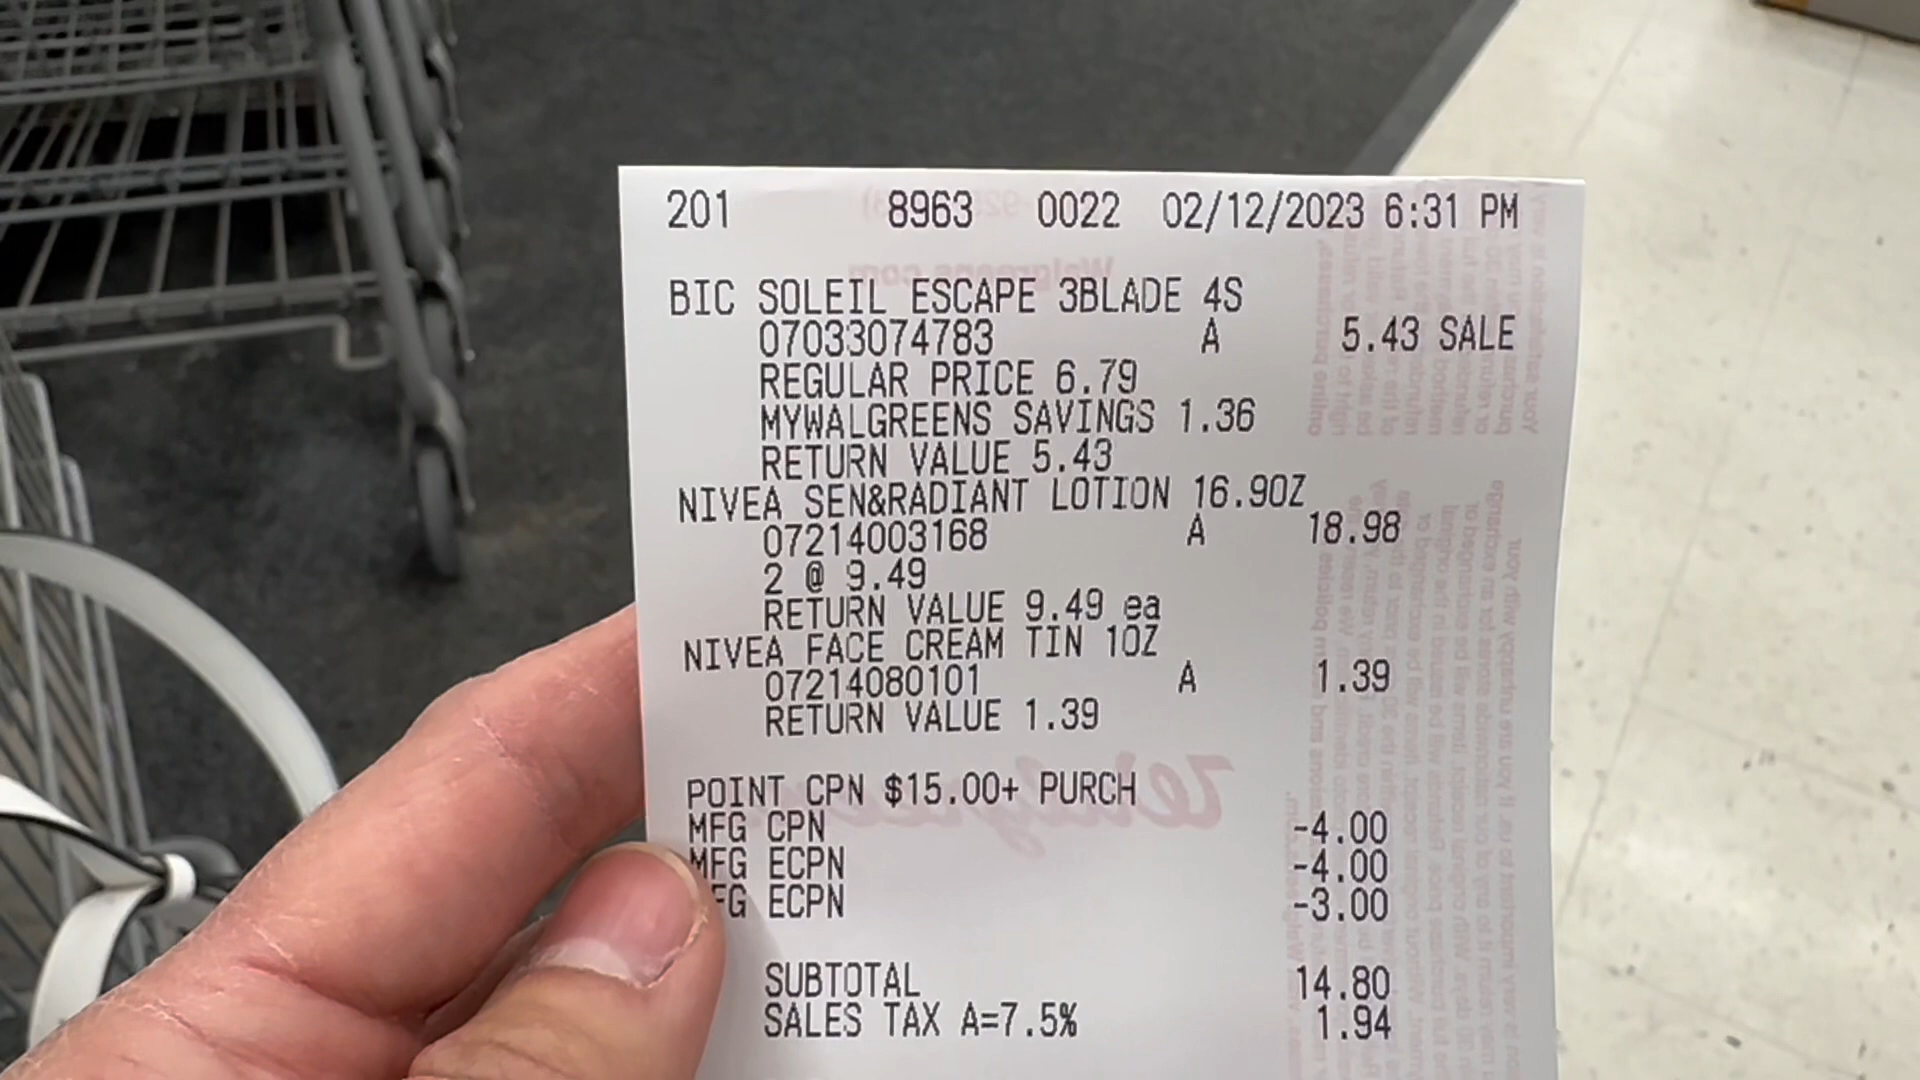 201 8963 0022 02/12/2023 6:31 PM
BIC SOLEIL ESCAPE 3BLADE 4S
07033074783 A 5.43 SALE
REGULAR PRICE 6.79
MYWALGREENS SAVINGS 1.36
RETURN VALUE 5.43
NIVEA SEN&RADIANT LOTION 16.9OZ
07214003168 A 18.98
2 @ 9.49
RETURN VALUE 9.49 ea
NIVEA FACE CREAM TIN 1OZ
07214080101 A 1.39
RETURN VALUE 1.39
POINT CPN $15.00+ PURCH
MFG CPN -4.00
MFG ECPN -4.00
FG ECPN -3.00
SUBTOTAL 14.80
SALES TAX A=7.5% 1.94